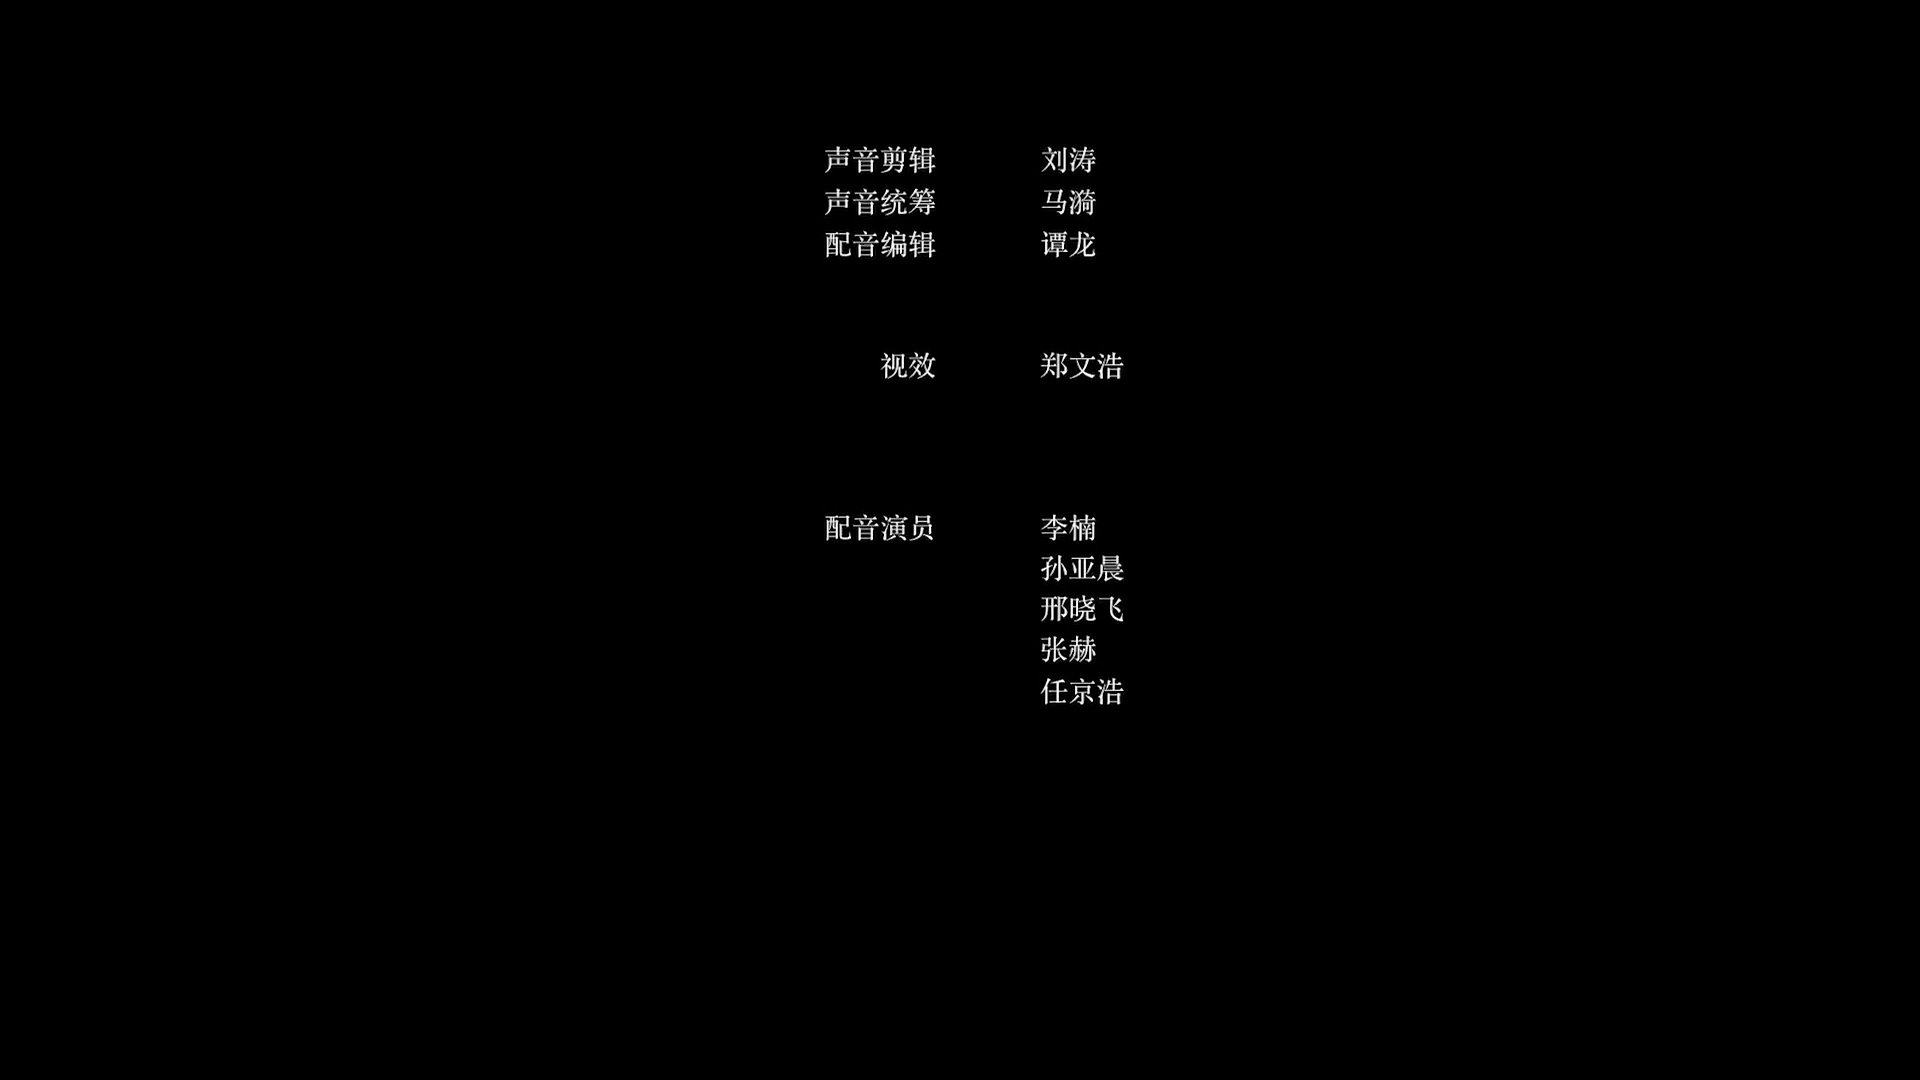 声音剪辑 刘涛
声音统筹 马漪
配音编辑 谭龙
视效 郑文浩
配音演员 李楠
孙亚晨
邢晓飞
张赫
任京浩